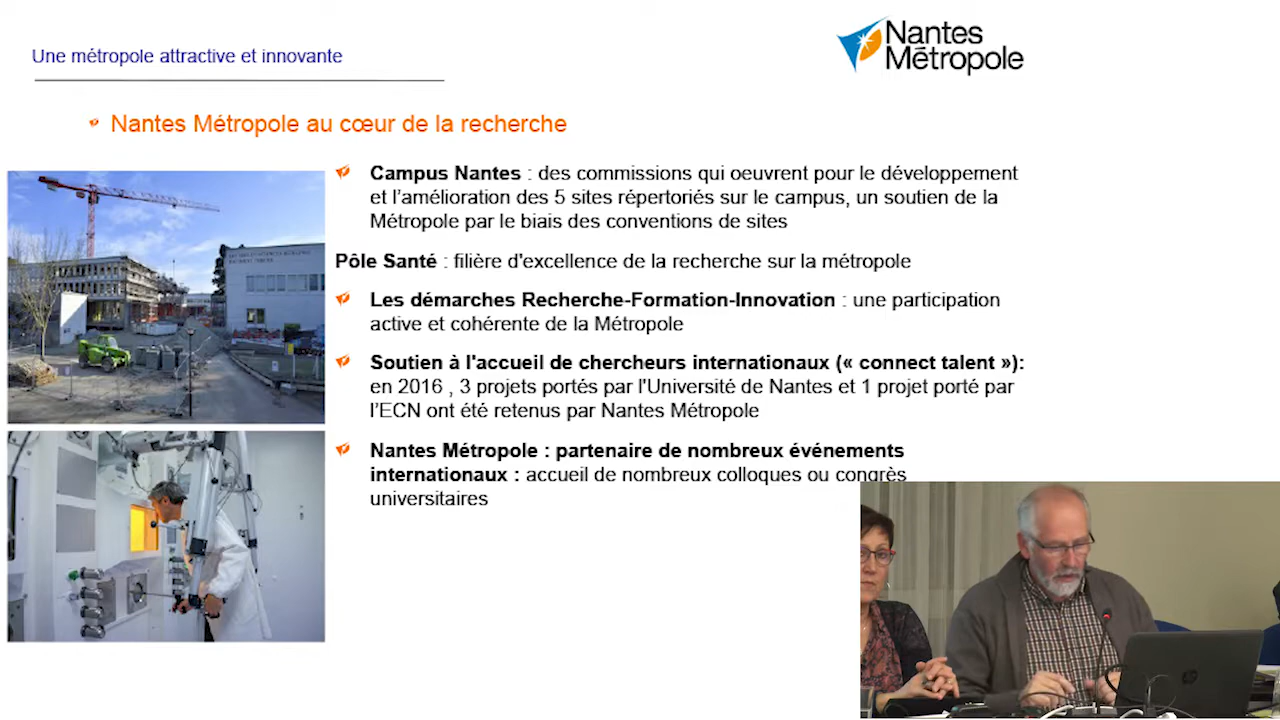 Une métropole attractive et innovante
Nantes
Métropole
Nantes Métropole au cœur de la recherche
Campus Nantes : des commissions qui oeuvrent pour le développement
et l'amélioration des 5 sites répertoriés sur le campus, un soutien de la
Métropole par le biais des conventions de sites
Pôle Santé : filière d'excellence de la recherche sur la métropole
Les démarches Recherche-Formation-Innovation : une participation
active et cohérente de la Métropole
Soutien à l'accueil de chercheurs internationaux (« connect talent »):
en 2016 , 3 projets portés par l'Université de Nantes et 1 projet porté par
l'ECN ont été retenus par Nantes Métropole
Nantes Métropole : partenaire de nombreux événements
internationaux : accueil de nombreux colloques ou congrès
universitaires